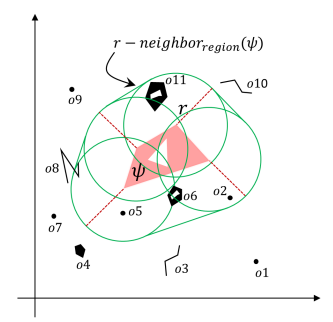 r − neighbor_region(ψ)
o11
o10
o9
r
o8
ψ
o6
o2
o5
o7
o4
o3
o1